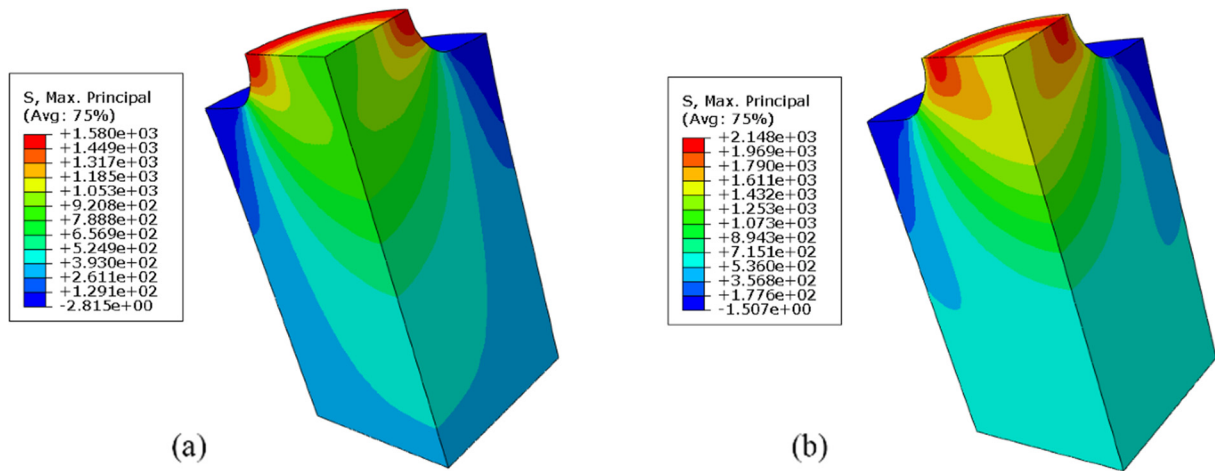 S, Max. Principal
(Avg: 75%)
+1.580e+03
+1.449e+03
+1.317e+03
+1.185e+03
+1.053e+03
+9.208e+02
+7.888e+02
+6.569e+02
+5.249e+02
+3.930e+02
+2.611e+02
+1.291e+02
-2.815e+00
(a)
S, Max. Principal
(Avg: 75%)
+2.148e+03
+1.969e+03
+1.790e+03
+1.611e+03
+1.432e+03
+1.253e+03
+1.073e+03
+8.943e+02
+7.151e+02
+5.360e+02
+3.568e+02
+1.776e+02
-1.507e+00
(b)